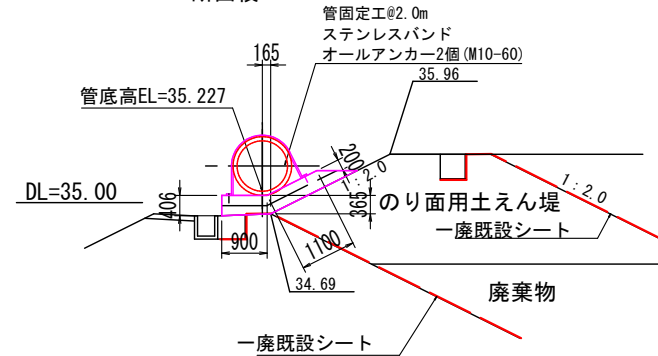 管固定工@2.0m
ステンレスバンド
オールアンカー2個(M10-60)
165
35.96
管底高EL=35.227
200
1:2.0
1:2.0
DL=35.00
406
365
のり面用土えん堤
一廃既設シート
900
1100
34.69
廃棄物
一廃既設シート